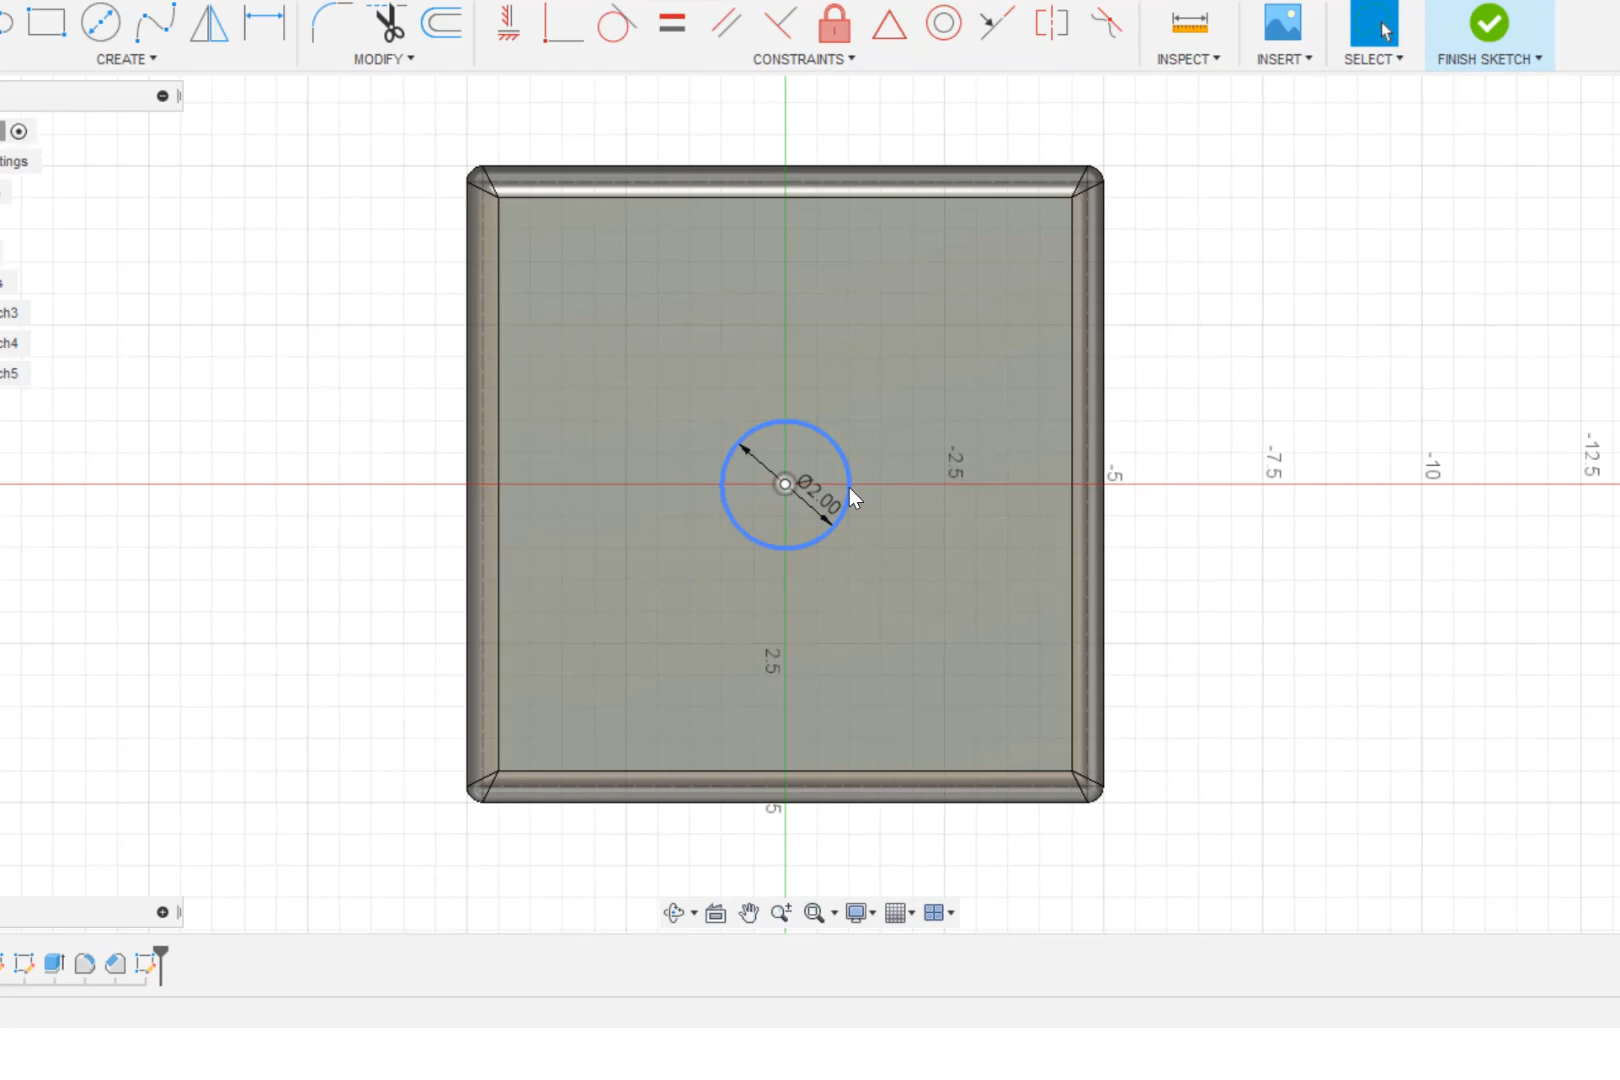 CREATE
MODIFY
CONSTRAINTS
INSPECT
INSERT
SELECT
FINISH SKETCH
tings
s
ch3
ch4
ch5
Ø2.00
-2.5
-5
-7.5
-10
-12.5
2.5
5